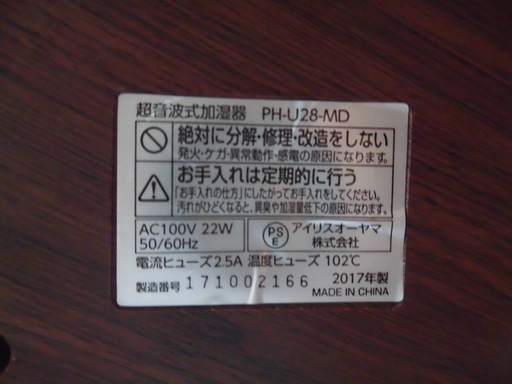 超音波式加湿器 PH-U28-MD
絶対に分解・修理・改造をしない
発火・ケガ・異常動作・感電の原因になります。
お手入れは定期的に行う
「お手入れの仕方」にしたがってお手入れをしてください。
汚れがひどくなると、異臭や加湿量低下の原因になります。
AC100V 22W
50/60Hz
PS
E
アイリスオーヤマ
株式会社
電流ヒューズ2.5A 温度ヒューズ 102℃
製造番号 171002166
2017年製
MADE IN CHINA